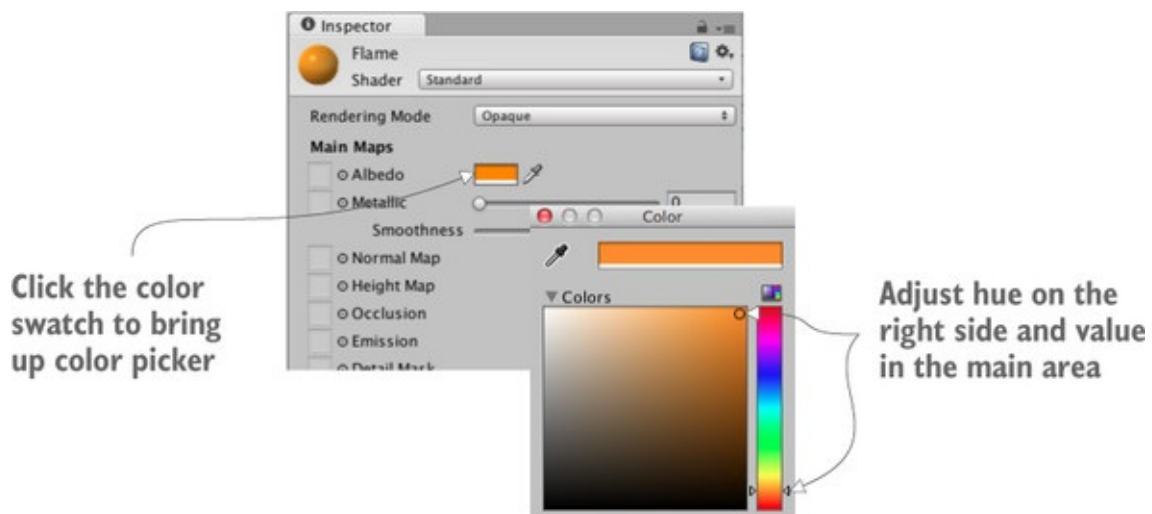 Inspector
Flame
Shader Standard
Rendering Mode Opaque
Main Maps
Albedo
Metallic 0
Smoothness
Color
Normal Map
Height Map
Colors
Occlusion
Emission
Detail Mask
Click the color
swatch to bring
up color picker
Adjust hue on the
right side and value
in the main area